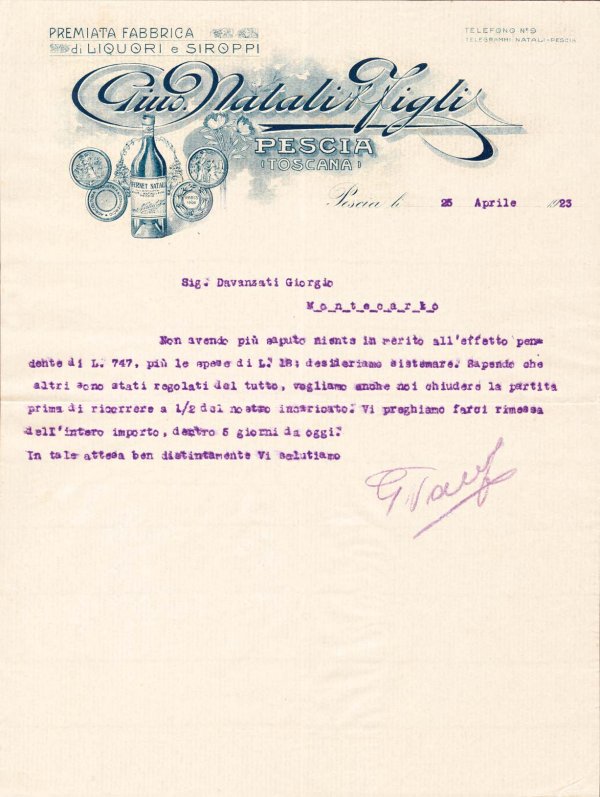 PREMIATA FABBRICA
di LIQUORI e SIROPPI
TELEFONO Nº 9
TELEGRAMMI: NATALI-PESCIA
Gius. Natali & Figli
PESCIA
(TOSCANA)
FERNET NATALI
Pescia li 25 Aprile 1923
Sig. Davanzati Giorgio
Montecarlo
Non avendo più saputo niente in merito all'effetto pen=
dente di L. 747, più le spese di L. 18; desideriamo sistemare. Sapendo che
altri sono stati regolati del tutto, vogliamo anche noi chiudere la partita
prima di ricorrere a 1/2 del nostro incaricato. Vi preghiamo farci rimessa
dell'intero importo, dentro 5 giorni da oggi.
In tale attesa ben distintamente Vi salutiamo